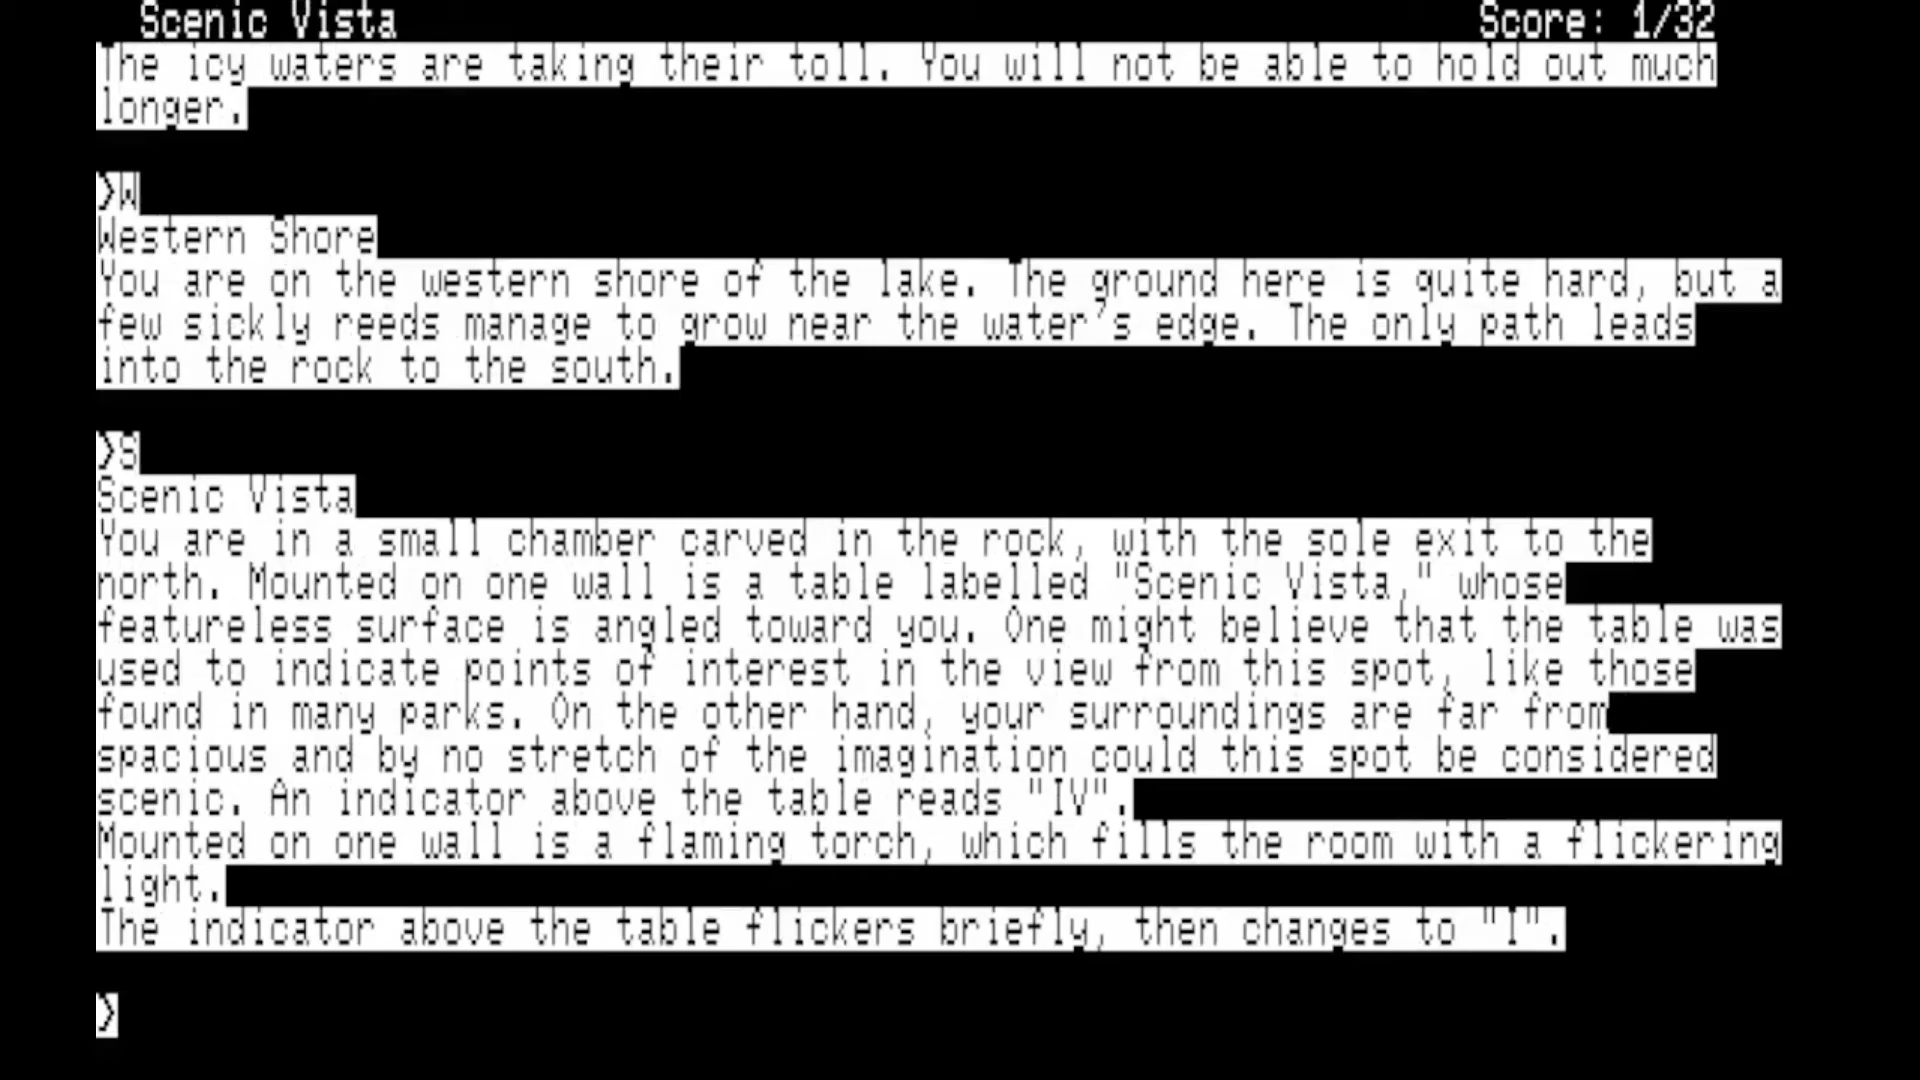 Scenic Vista Score: 1/32
The icy waters are taking their toll. You will not be able to hold out much
longer.
>W
Western Shore
You are on the western shore of the lake. The ground here is quite hard, but a
few sickly reeds manage to grow near the water's edge. The only path leads
into the rock to the south.
>S
Scenic Vista
You are in a small chamber carved in the rock, with the sole exit to the
north. Mounted on one wall is a table labelled "Scenic Vista," whose
featureless surface is angled toward you. One might believe that the table was
used to indicate points of interest in the view from this spot, like those
found in many parks. On the other hand, your surroundings are far from
spacious and by no stretch of the imagination could this spot be considered
scenic. An indicator above the table reads "IV".
Mounted on one wall is a flaming torch, which fills the room with a flickering
light.
The indicator above the table flickers briefly, then changes to "I".
>